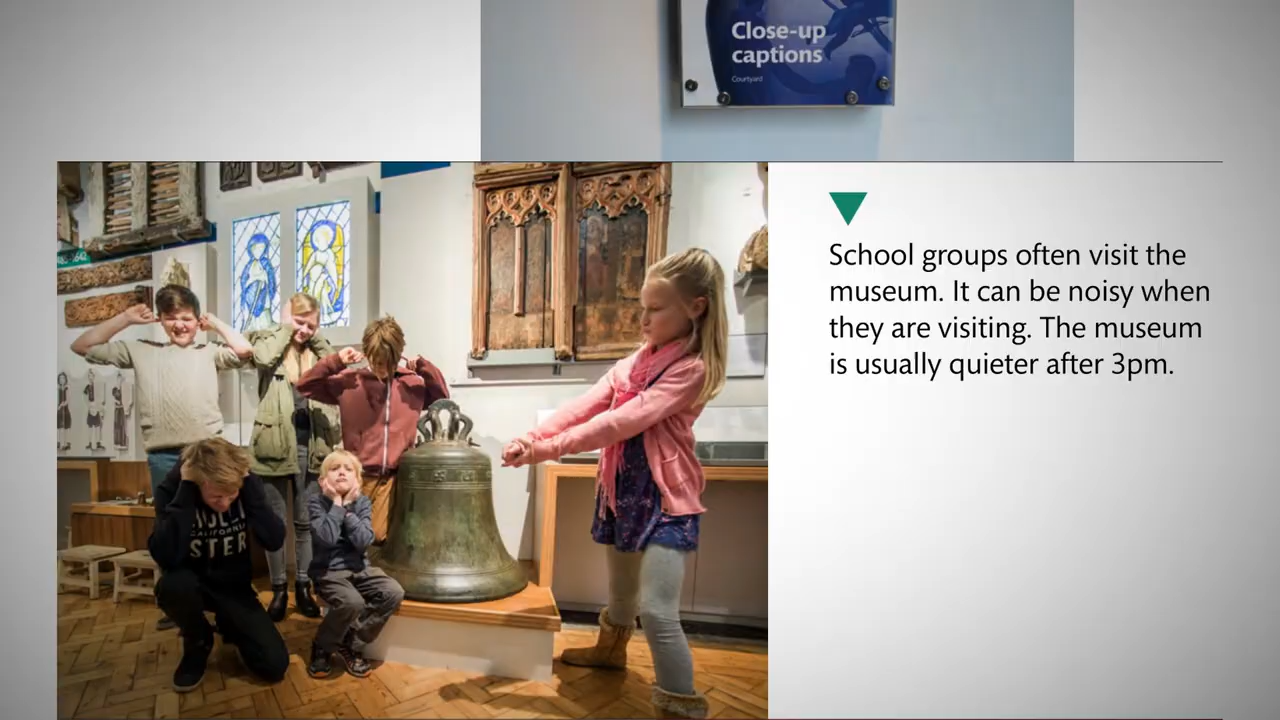 Close-up
captions
Courtyard
School groups often visit the
museum. It can be noisy when
they are visiting. The museum
is usually quieter after 3pm.
CALIFORNIA
STER